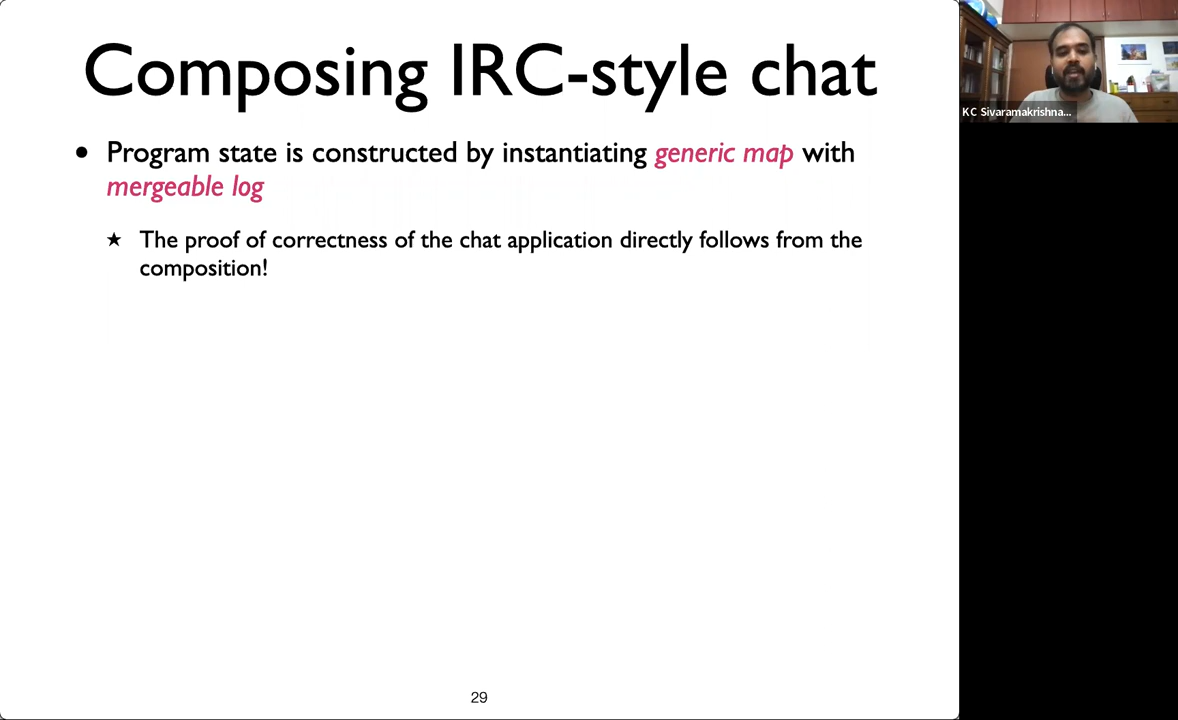 Composing IRC-style chat
• Program state is constructed by instantiating generic map with
mergeable log
★ The proof of correctness of the chat application directly follows from the
composition!
29
KC Sivaramakrishna...